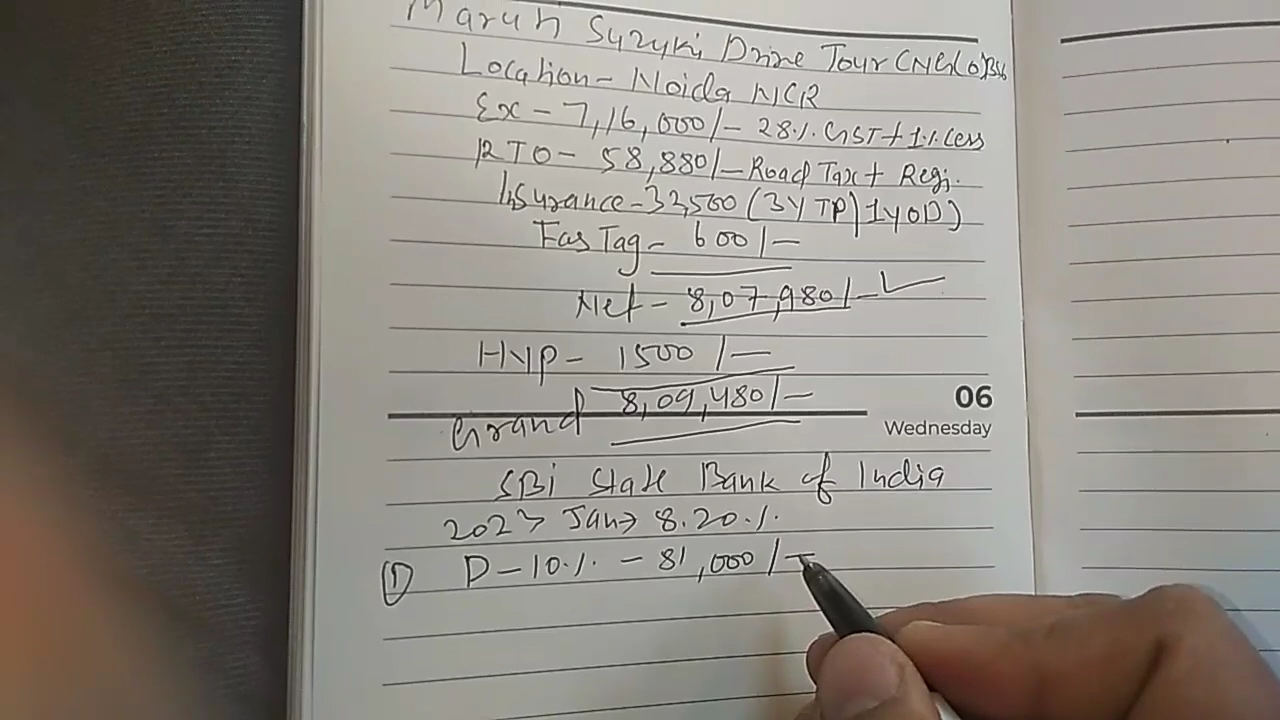 Maruti Suzuki Dzire Tour CNG(O)BS6
Location- Noida NCR
Ex - 7,16,000/- 28% GST + 1% Cess
RTO - 58,880/- Road Tax + Regi.
Insurance - 32,500 (3Y TP/1YOD)
FasTag - 600/-
Net - 8,07,980/-
Hyp - 1500/-
Grand 8,09,480/-
06
Wednesday
SBI State Bank of India
2023 Jan→ 8.20%
① D - 10% - 81,000/-